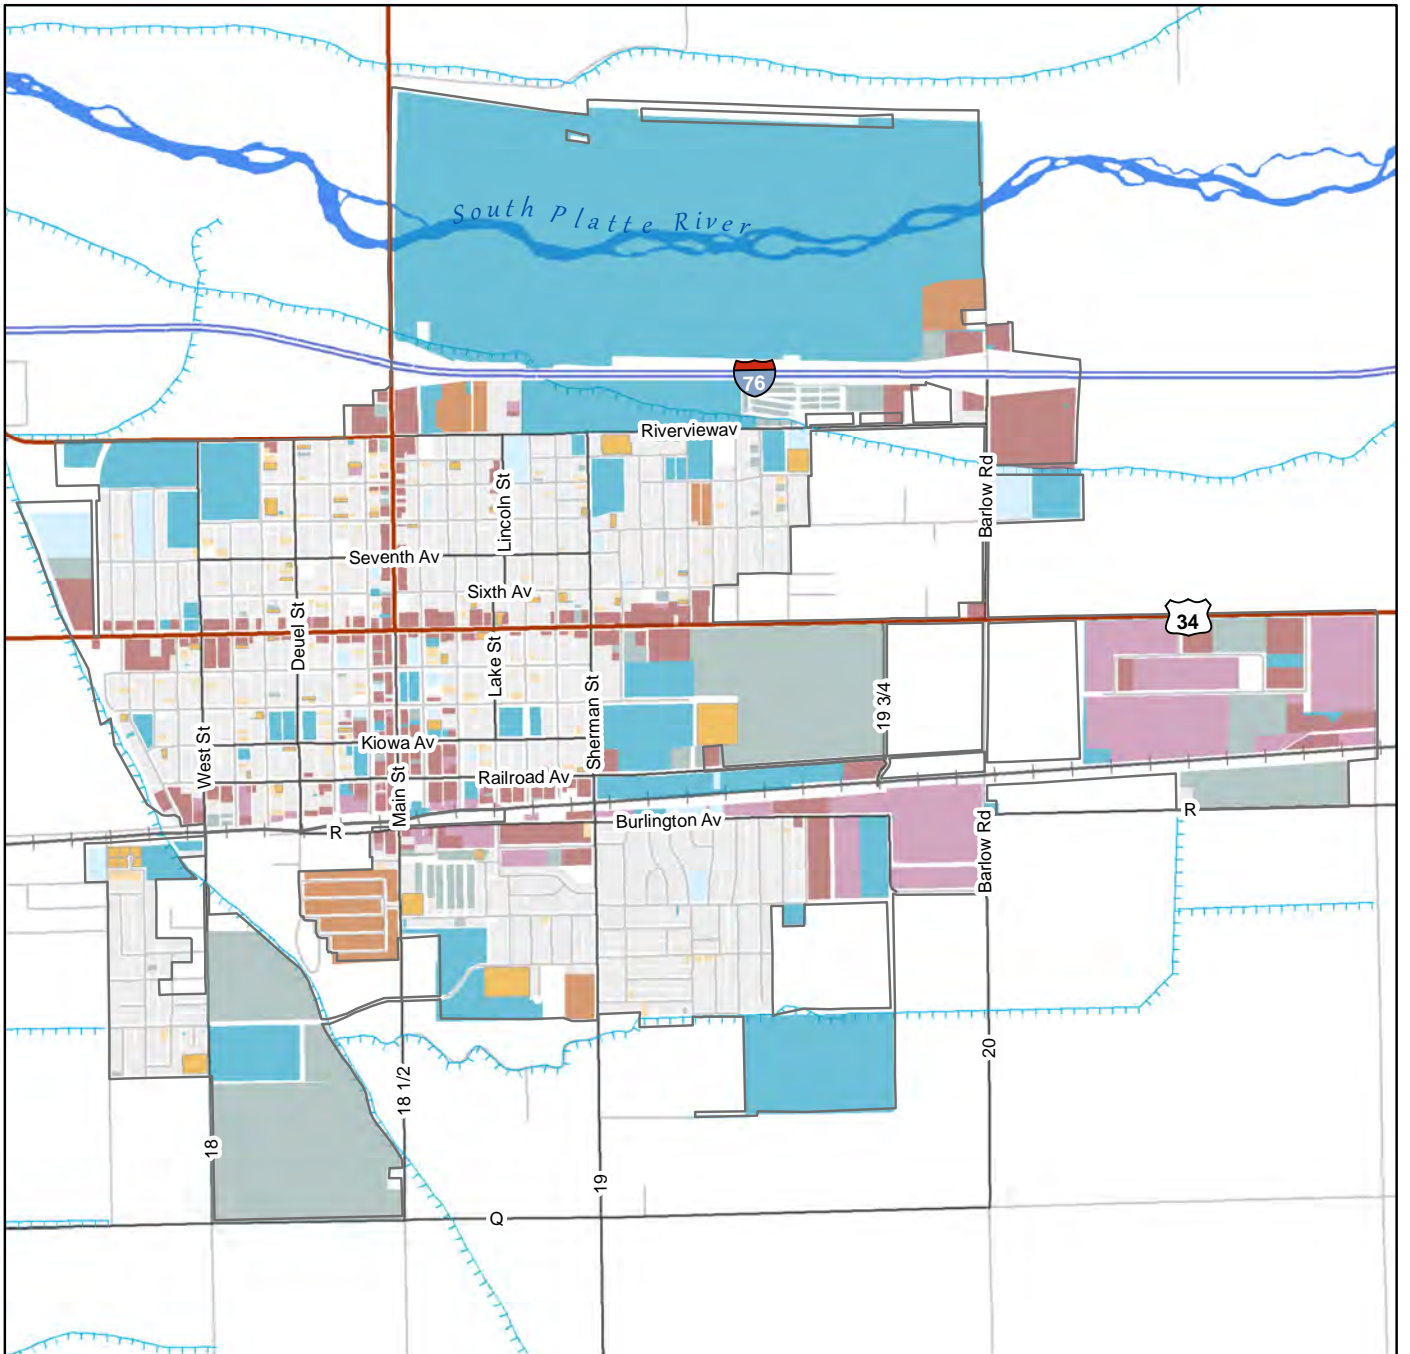 South Platte River
76
Riverviewav
Lincoln St
Barlow Rd
Seventh Av
Sixth Av
Deuel St
34
Lake St
Sherman St
19 3/4
West St
Kiowa Av
Main St
Railroad Av
R
Burlington Av
R
Barlow Rd
20
18 1/2
18
19
Q